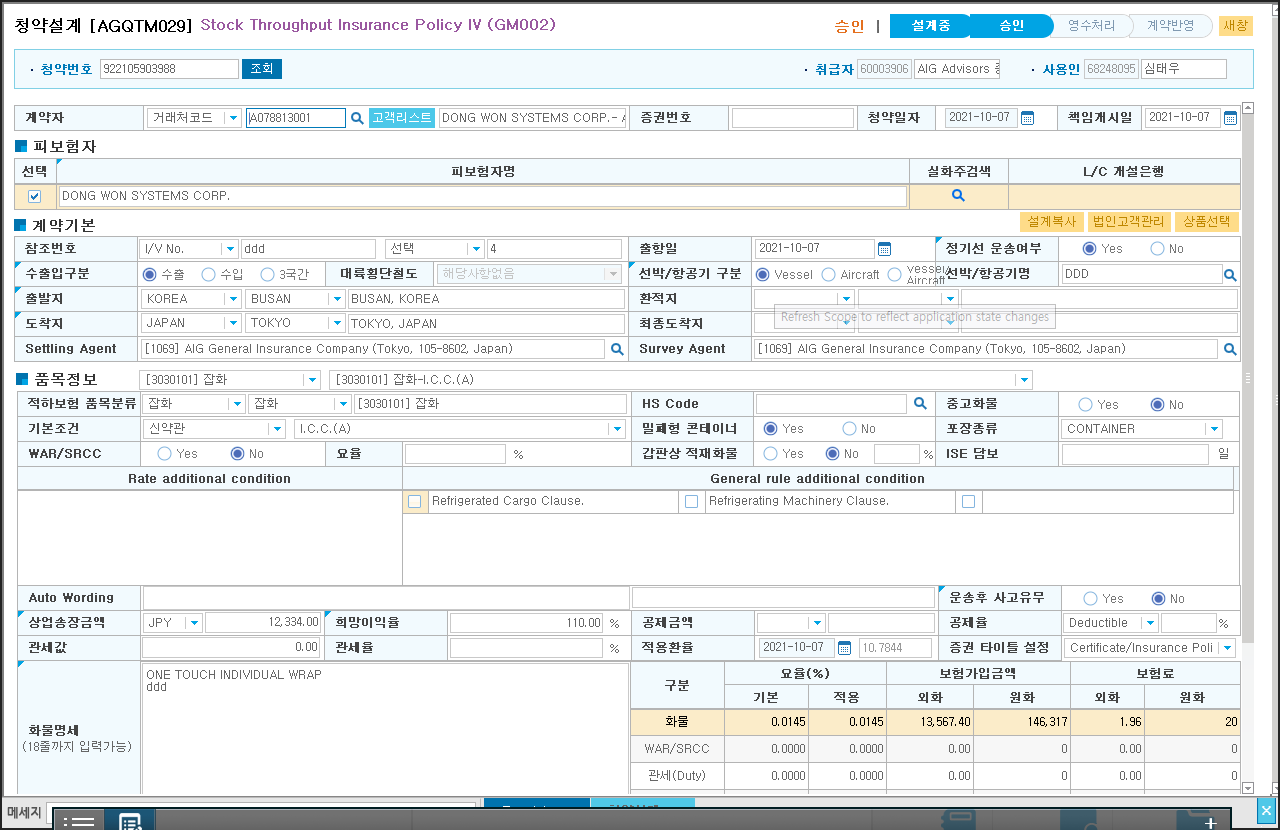 청약설계 [AGQTM029] Stock Throughput Insurance Policy IV (GM002) 승인 | 설계중 승인 영수처리 계약반영 새창
· 청약번호 922105903988 조회 · 취급자 60003906 AIG Advisors · 사용인 68248095 심태우
계약자 거래처코드 A078813001 고객리스트 DONG WON SYSTEMS CORP.- 증권번호 청약일자 2021-10-07 책임개시일 2021-10-07
피보험자
선택 피보험자명 실화주검색 L/C 개설은행
DONG WON SYSTEMS CORP.
계약기본 설계복사 법인고객관리 상품선택
참조번호 I/V No. ddd 선택 4 출항일 2021-10-07 정기선 운송여부 Yes No
수출입구분 수출 수입 3국간 대륙횡단철도 해당사항없음 선박/항공기 구분 Vessel Aircraft Vessel/Aircraft 선박/항공기명 DDD
출발지 KOREA BUSAN BUSAN, KOREA 환적지
Refresh Scope to reflect application state changes
도착지 JAPAN TOKYO TOKYO, JAPAN 최종도착지
Settling Agent [1069] AIG General Insurance Company (Tokyo, 105-8602, Japan) Survey Agent [1069] AIG General Insurance Company (Tokyo, 105-8602, Japan)
품목정보 [3030101] 잡화 [3030101] 잡화-I.C.C.(A)
적하보험 품목분류 잡화 잡화 [3030101] 잡화 HS Code 중고화물 Yes No
기본조건 신약관 I.C.C.(A) 밀폐형 콘테이너 Yes No 포장종류 CONTAINER
WAR/SRCC Yes No 요율 % 갑판상 적재화물 Yes No % ISE 담보 일
Rate additional condition General rule additional condition
Refrigerated Cargo Clause. Refrigerating Machinery Clause.
Auto Wording 운송후 사고유무 Yes No
상업송장금액 JPY 12,334.00 희망이익율 110.00 % 공제금액 공제율 Deductible %
관세값 0.00 관세율 % 적용환율 2021-10-07 10.7844 증권 타이틀 설정 Certificate/Insurance Poli
화물명세
(18줄까지 입력가능)
ONE TOUCH INDIVIDUAL WRAP
ddd
구분 요율(%) 보험가입금액 보험료
기본 적용 외화 원화 외화 원화
화물 0.0145 0.0145 13,567.40 146,317 1.96 20
WAR/SRCC 0.0000 0.0000 0.00 0 0.00 0
관세(Duty) 0.0000 0.0000 0.00 0 0.00 0
메세지